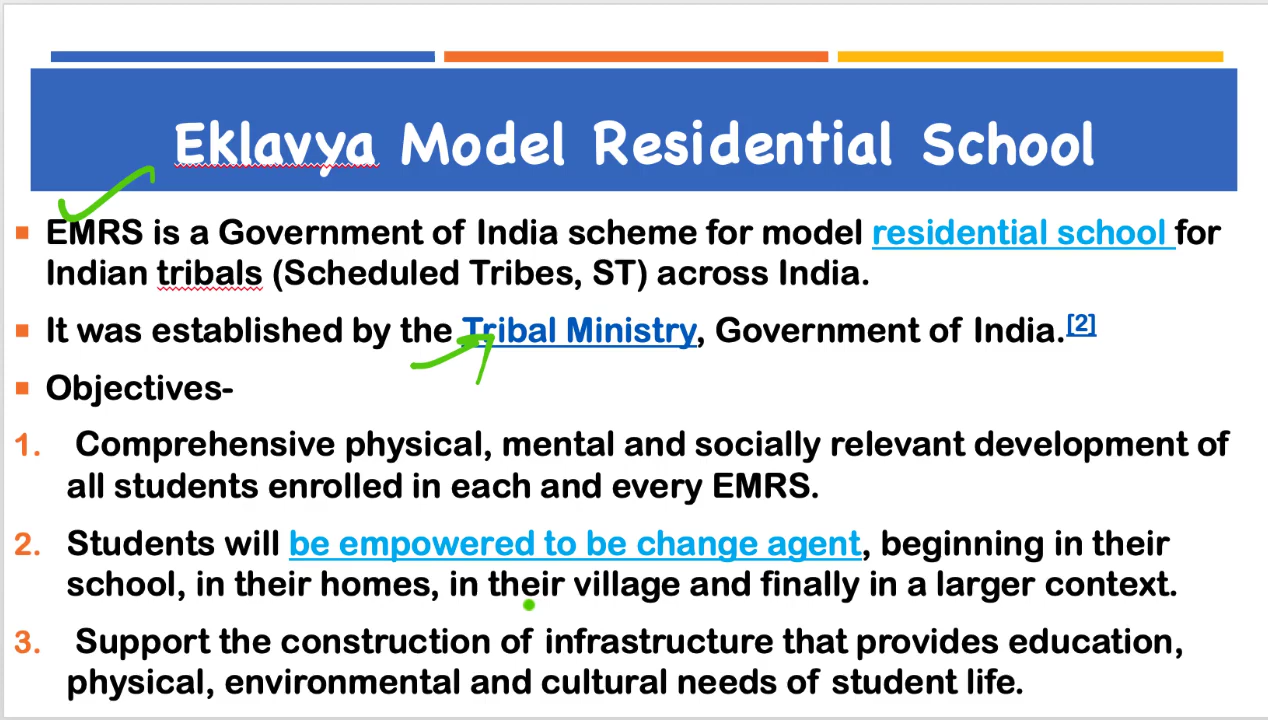 Eklavya Model Residential School
EMRS is a Government of India scheme for model residential school for
Indian tribals (Scheduled Tribes, ST) across India.
It was established by the Tribal Ministry, Government of India.[2]
Objectives-
1. Comprehensive physical, mental and socially relevant development of
all students enrolled in each and every EMRS.
2. Students will be empowered to be change agent, beginning in their
school, in their homes, in their village and finally in a larger context.
3. Support the construction of infrastructure that provides education,
physical, environmental and cultural needs of student life.